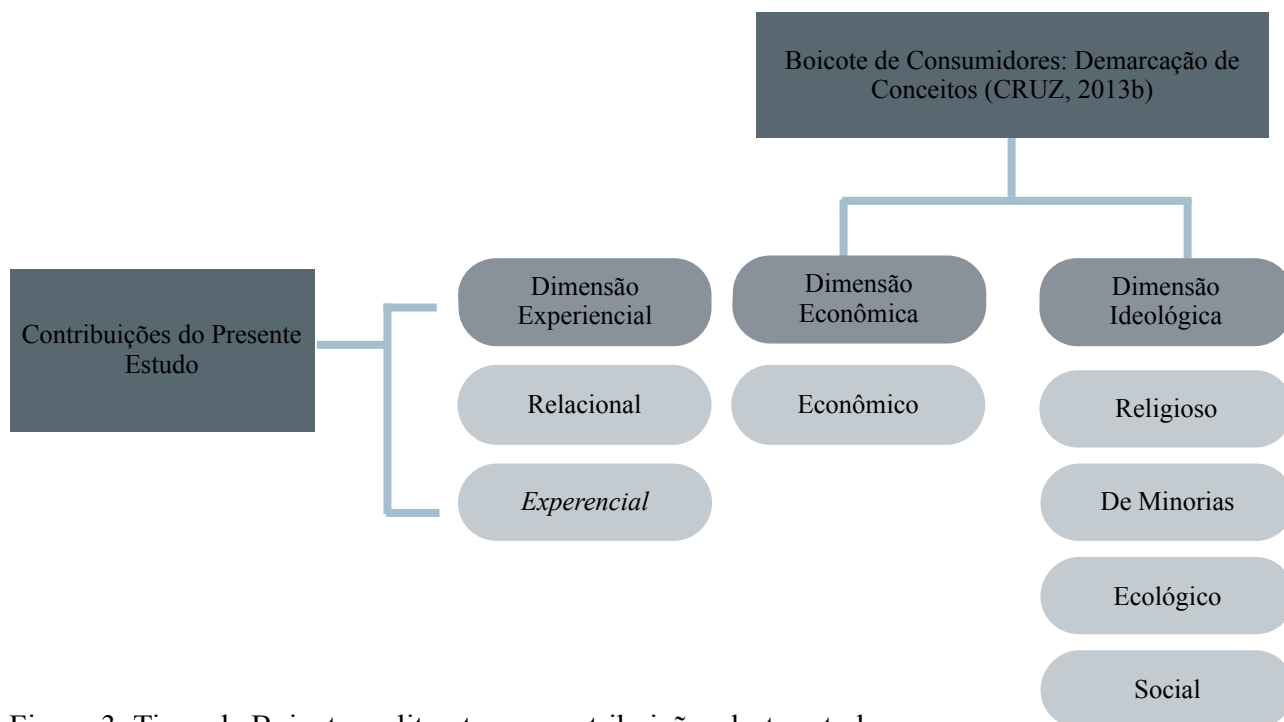 Boicote de Consumidores: Demarcação de
Conceitos (CRUZ, 2013b)
Contribuições do Presente
Estudo
Dimensão
Experiencial
Relacional
Experencial
Dimensão
Econômica
Econômico
Dimensão
Ideológica
Religioso
De Minorias
Ecológico
Social